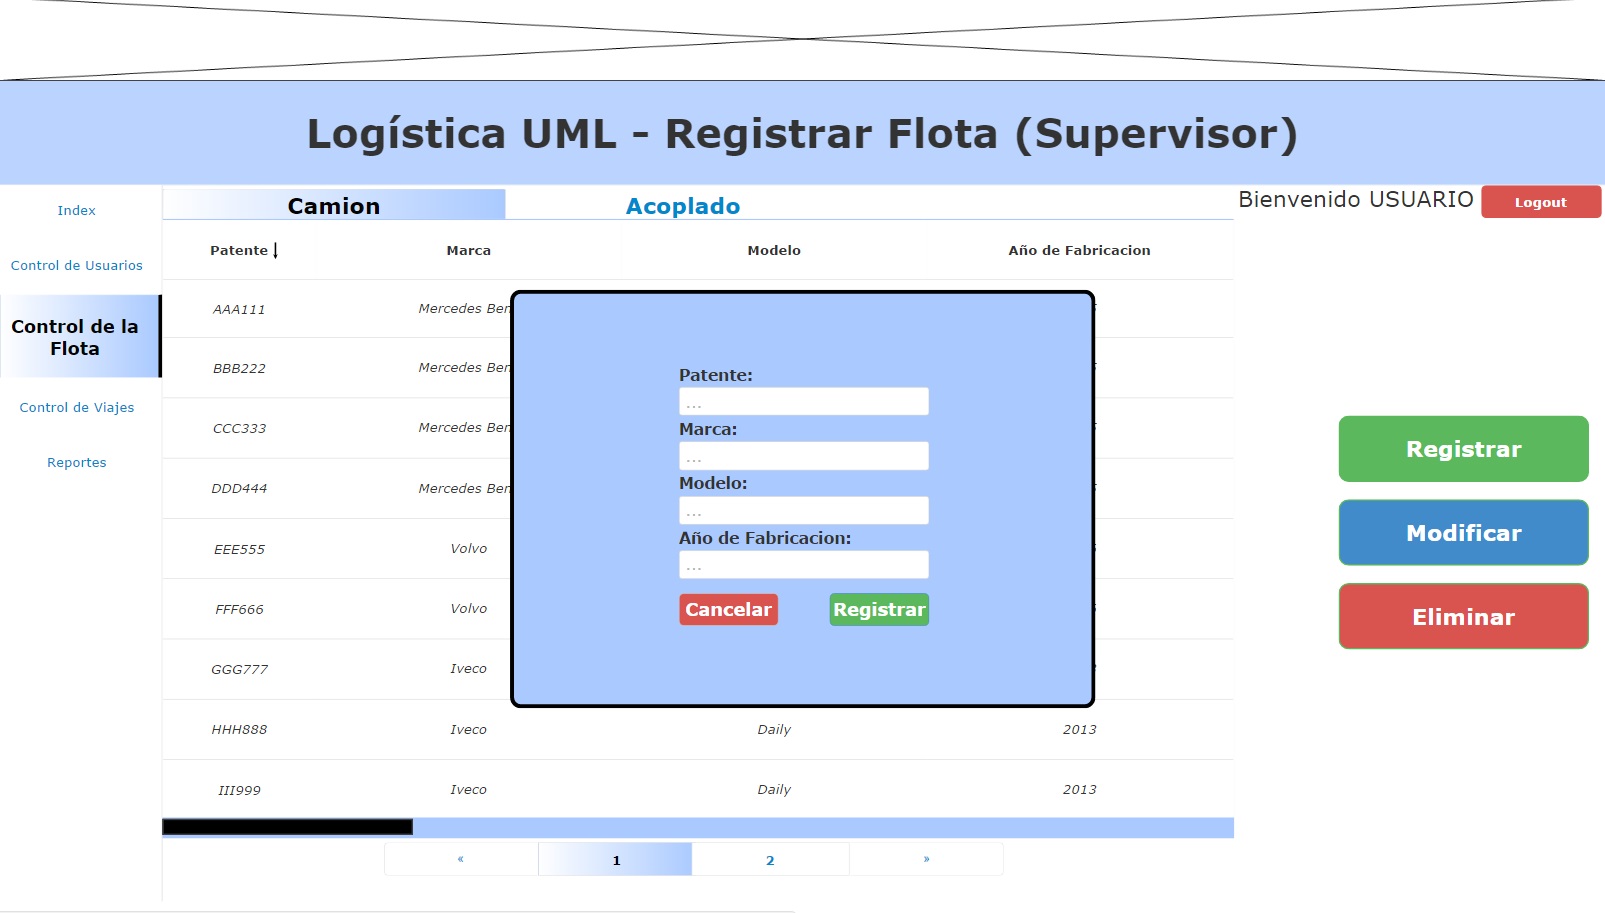 Logística UML - Registrar Flota (Supervisor)
Index
Control de Usuarios
Control de la
Flota
Control de Viajes
Reportes
Camion
Acoplado
Bienvenido USUARIO
Logout
Patente
Marca
Modelo
Año de Fabricacion
AAA111
Mercedes Ben
BBB222
Mercedes Ben
CCC333
Mercedes Ben
DDD444
Mercedes Ben
EEE555
Volvo
FFF666
Volvo
GGG777
Iveco
HHH888
Iveco
Daily
2013
III999
Iveco
Daily
2013
Patente:
...
Marca:
...
Modelo:
...
Año de Fabricacion:
...
Cancelar
Registrar
Registrar
Modificar
Eliminar
«
1
2
»